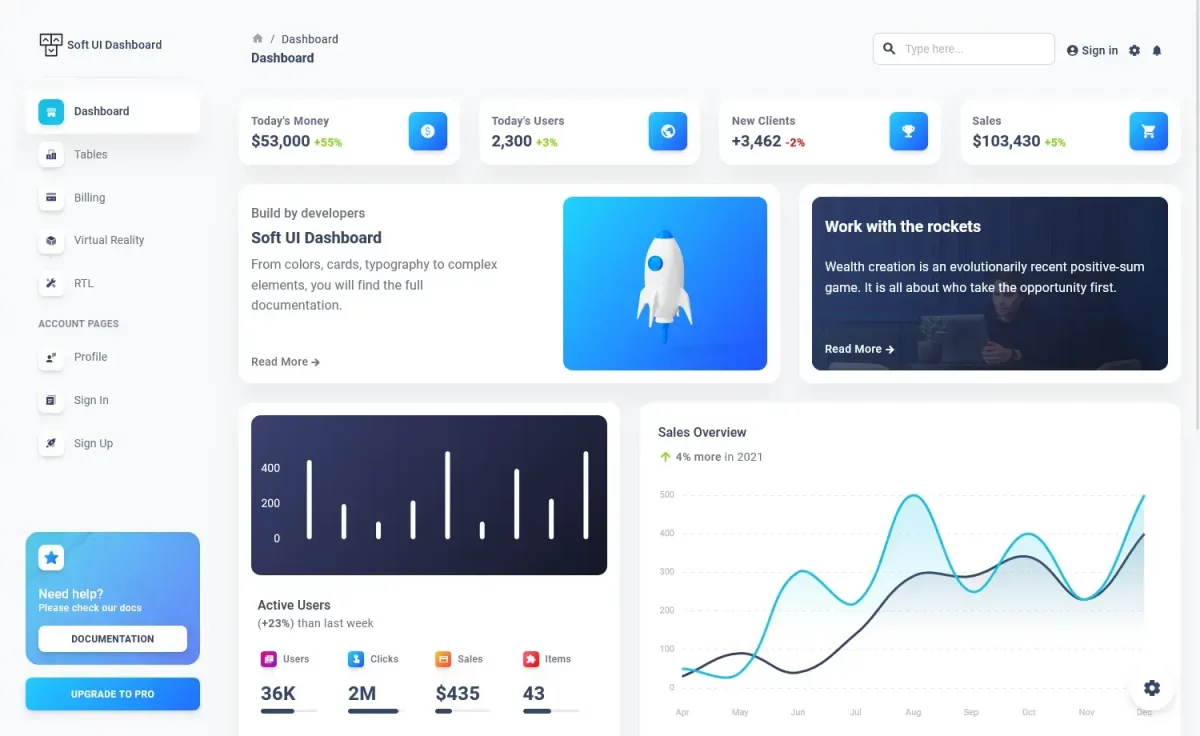 Soft UI Dashboard
/ Dashboard
Dashboard
Type here...
Sign in
Dashboard
Tables
Billing
Virtual Reality
RTL
ACCOUNT PAGES
Profile
Sign In
Sign Up
Need help?
Please check our docs
DOCUMENTATION
UPGRADE TO PRO
Today's Money
$53,000 +55%
Today's Users
2,300 +3%
New Clients
+3,462 -2%
Sales
$103,430 +5%
Build by developers
Soft UI Dashboard
From colors, cards, typography to complex
elements, you will find the full
documentation.
Read More
Work with the rockets
Wealth creation is an evolutionarily recent positive-sum
game. It is all about who take the opportunity first.
Read More
400
200
0
Active Users
(+23%) than last week
Users
Clicks
Sales
Items
36K
2M
$435
43
Sales Overview
4% more in 2021
500
400
300
200
100
0
Apr May Jun Jul Aug Sep Oct Nov Dec